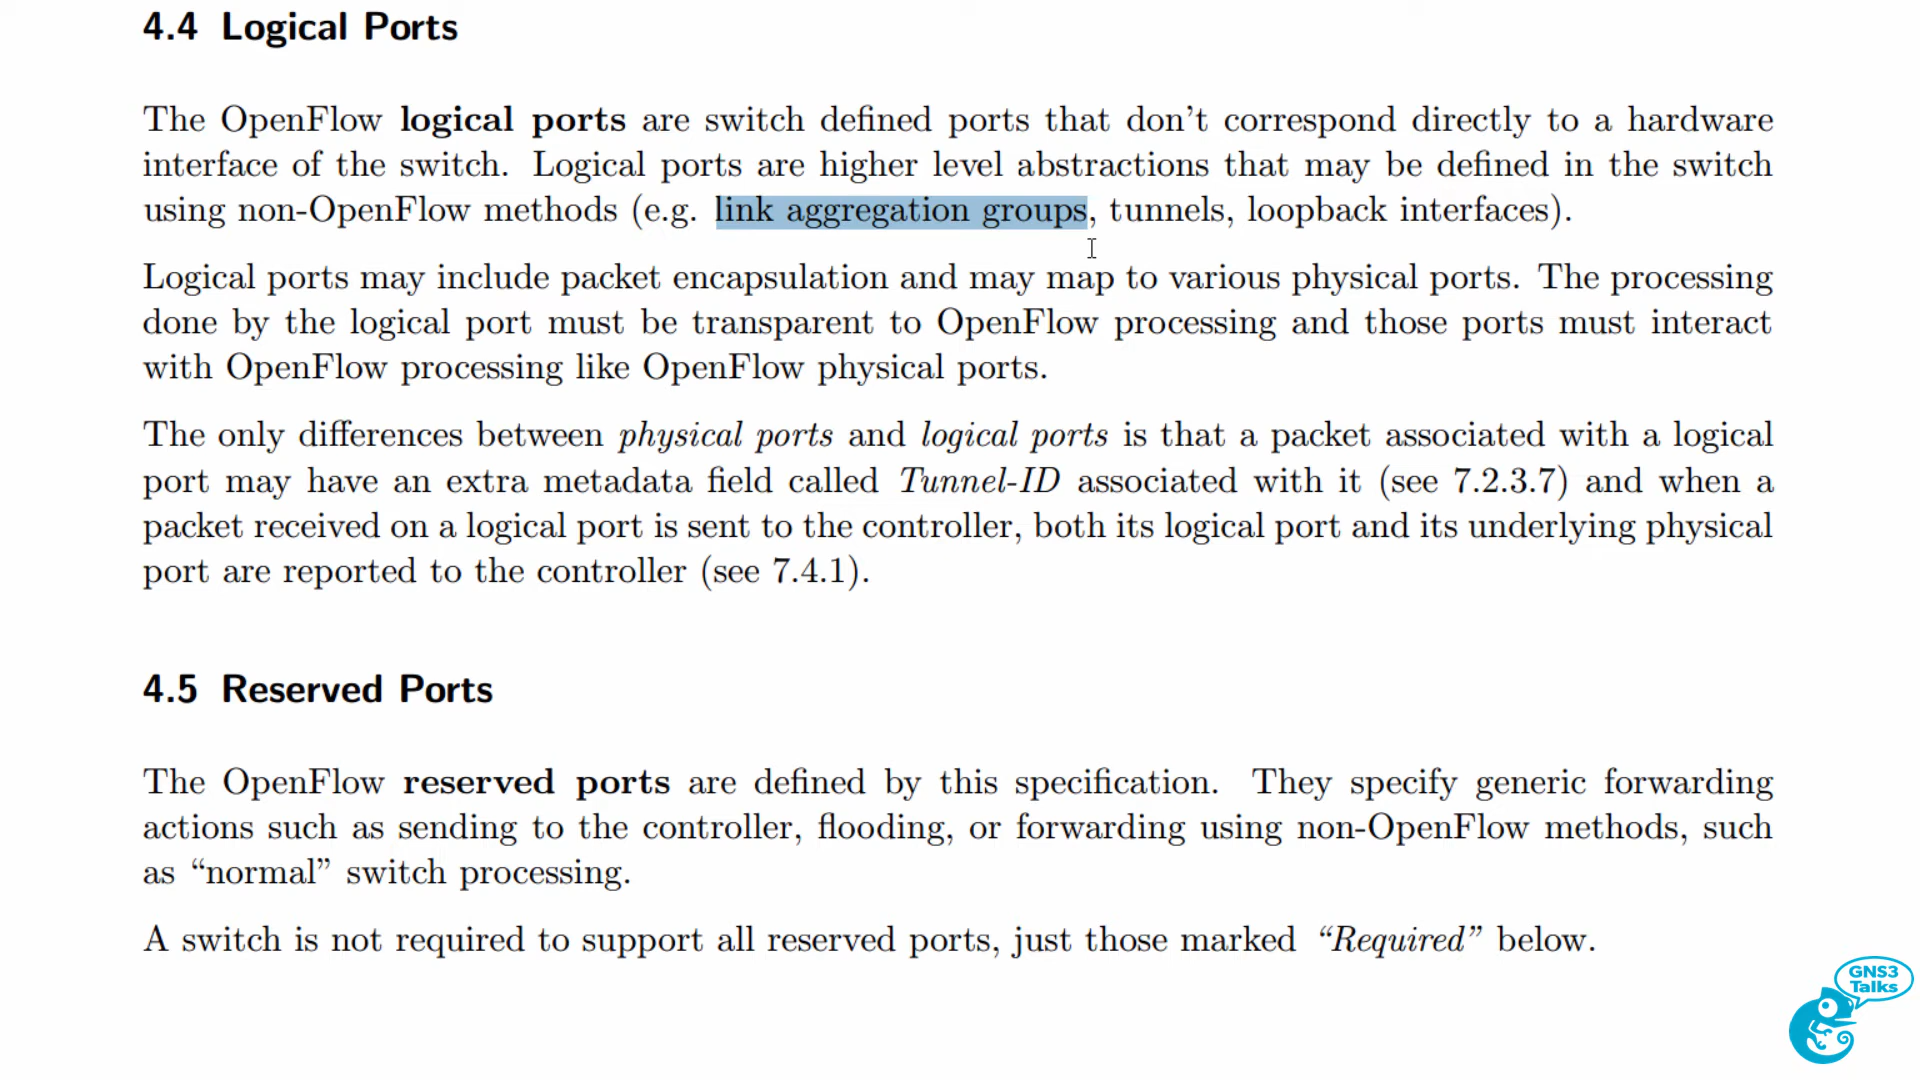 4.4 Logical Ports
The OpenFlow logical ports are switch defined ports that don’t correspond directly to a hardware
interface of the switch. Logical ports are higher level abstractions that may be defined in the switch
using non-OpenFlow methods (e.g. link aggregation groups, tunnels, loopback interfaces).
Logical ports may include packet encapsulation and may map to various physical ports. The processing
done by the logical port must be transparent to OpenFlow processing and those ports must interact
with OpenFlow processing like OpenFlow physical ports.
The only differences between physical ports and logical ports is that a packet associated with a logical
port may have an extra metadata field called Tunnel-ID associated with it (see 7.2.3.7) and when a
packet received on a logical port is sent to the controller, both its logical port and its underlying physical
port are reported to the controller (see 7.4.1).
4.5 Reserved Ports
The OpenFlow reserved ports are defined by this specification. They specify generic forwarding
actions such as sending to the controller, flooding, or forwarding using non-OpenFlow methods, such
as “normal” switch processing.
A switch is not required to support all reserved ports, just those marked “Required” below.
GNS3
Talks